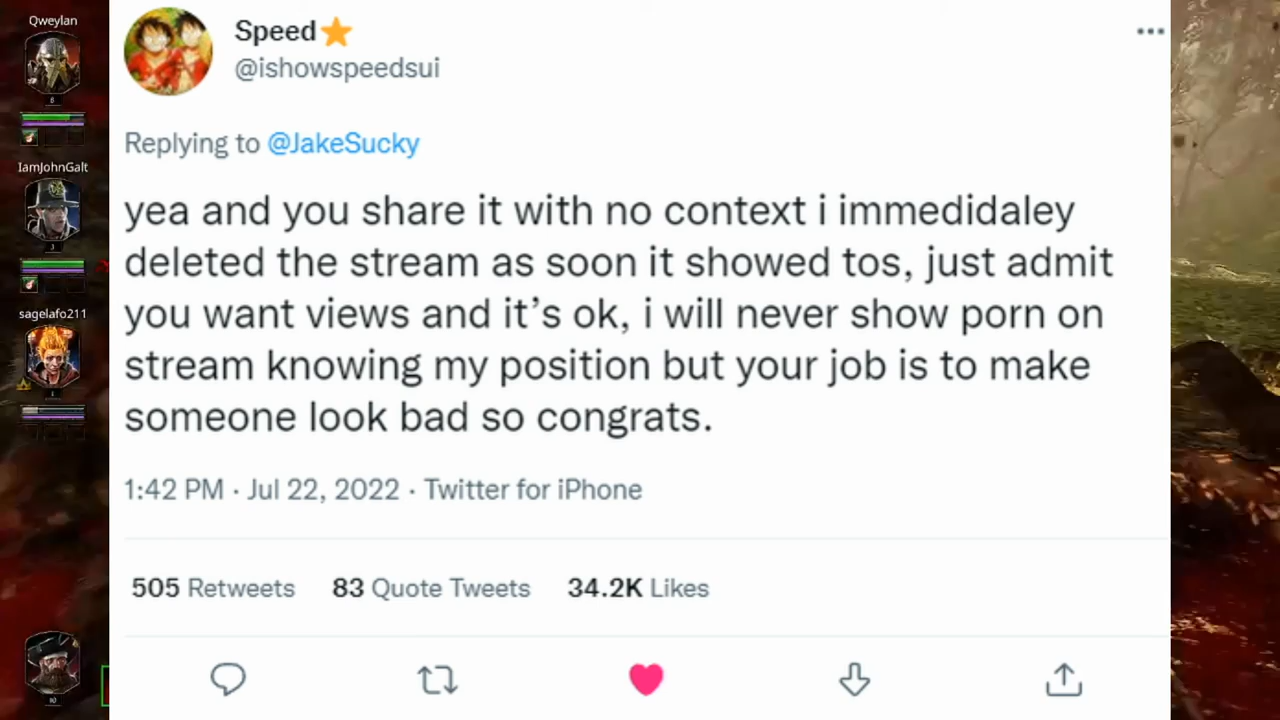 Qweylan
IamJohnGalt
sagelafo211
Speed⭐
@ishowspeedsui
Replying to @JakeSucky
yea and you share it with no context i immedidaley
deleted the stream as soon it showed tos, just admit
you want views and it’s ok, i will never show porn on
stream knowing my position but your job is to make
someone look bad so congrats.
1:42 PM · Jul 22, 2022 · Twitter for iPhone
505 Retweets 83 Quote Tweets 34.2K Likes